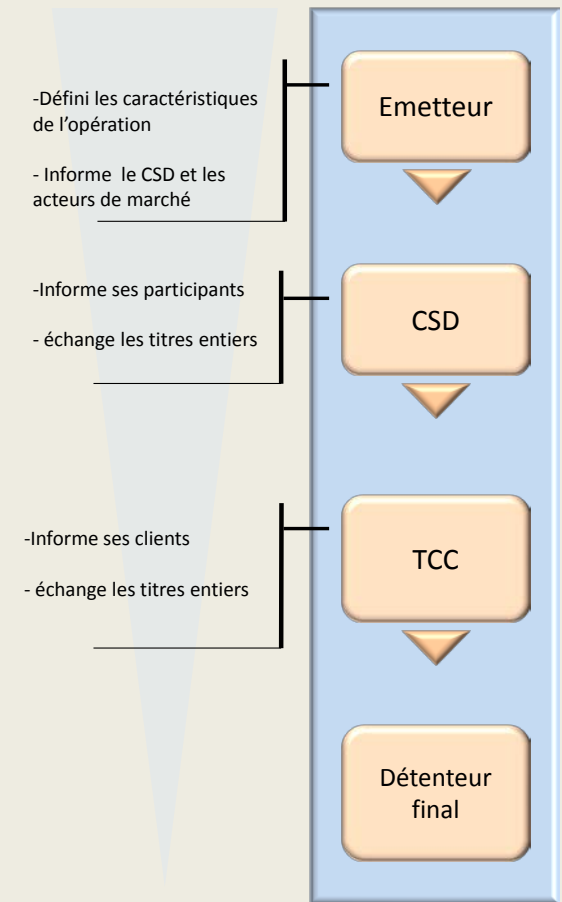 -Défini les caractéristiques
de l'opération
- Informe le CSD et les
acteurs de marché
Emetteur
-Informe ses participants
- échange les titres entiers
CSD
-Informe ses clients
- échange les titres entiers
TCC
Détenteur
final